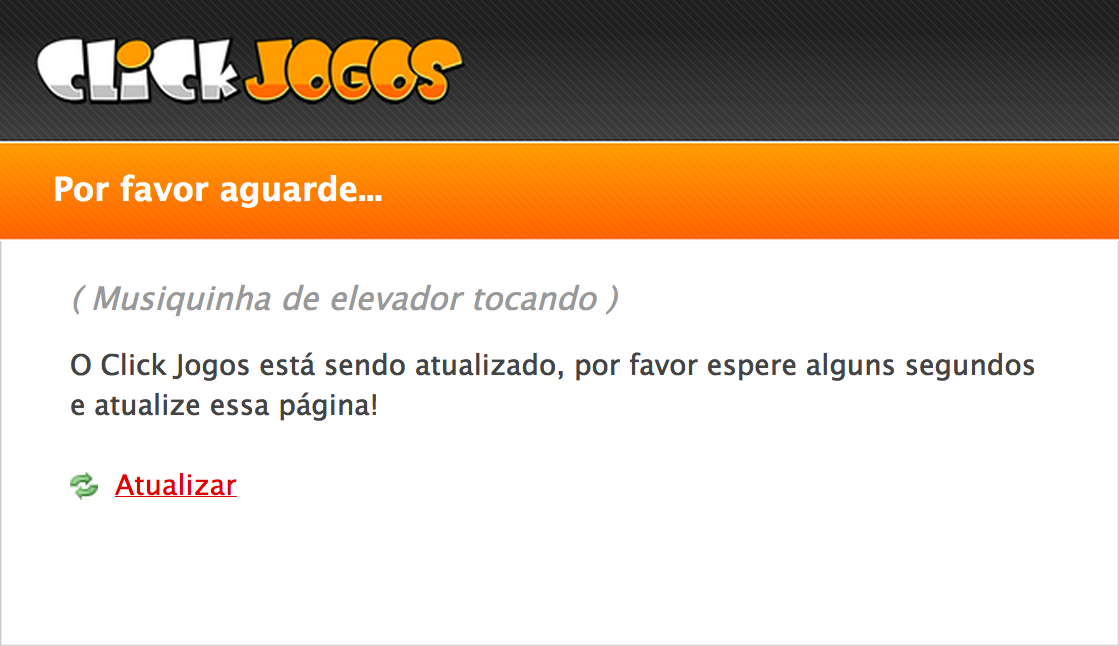 CLICK JOGOS
Por favor aguarde...
( Musiquinha de elevador tocando )
O Click Jogos está sendo atualizado, por favor espere alguns segundos
e atualize essa página!
Atualizar